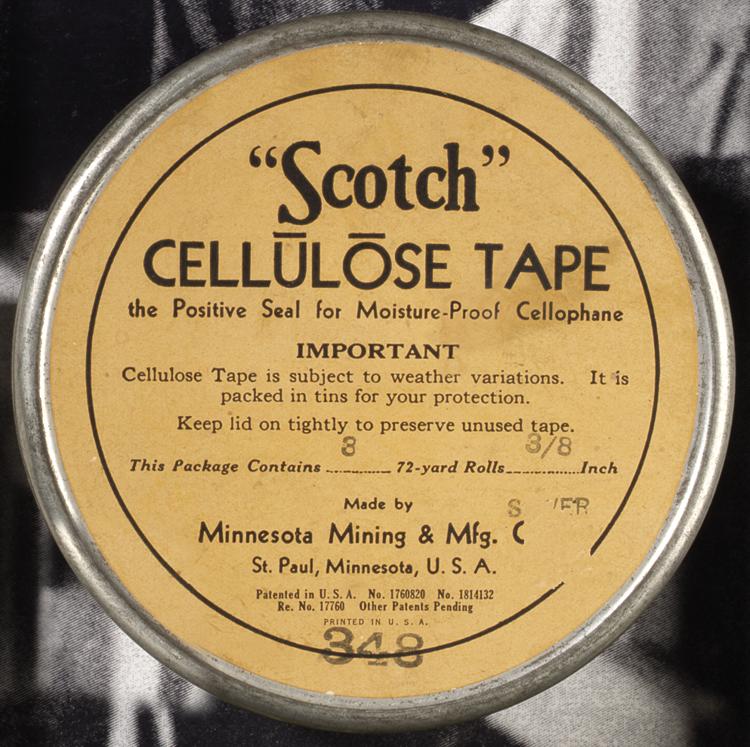 “Scotch”
CELLŪLŌSE TAPE
the Positive Seal for Moisture-Proof Cellophane
IMPORTANT
Cellulose Tape is subject to weather variations. It is
packed in tins for your protection.
Keep lid on tightly to preserve unused tape.
8 3/8
This Package Contains ............ 72-yard Rolls..............Inch
Made by
Minnesota Mining & Mfg.
St. Paul, Minnesota, U. S. A.
Patented in U. S. A. No. 1760820 No. 1814132
Re. No. 17760 Other Patents Pending
PRINTED IN U. S. A.
348